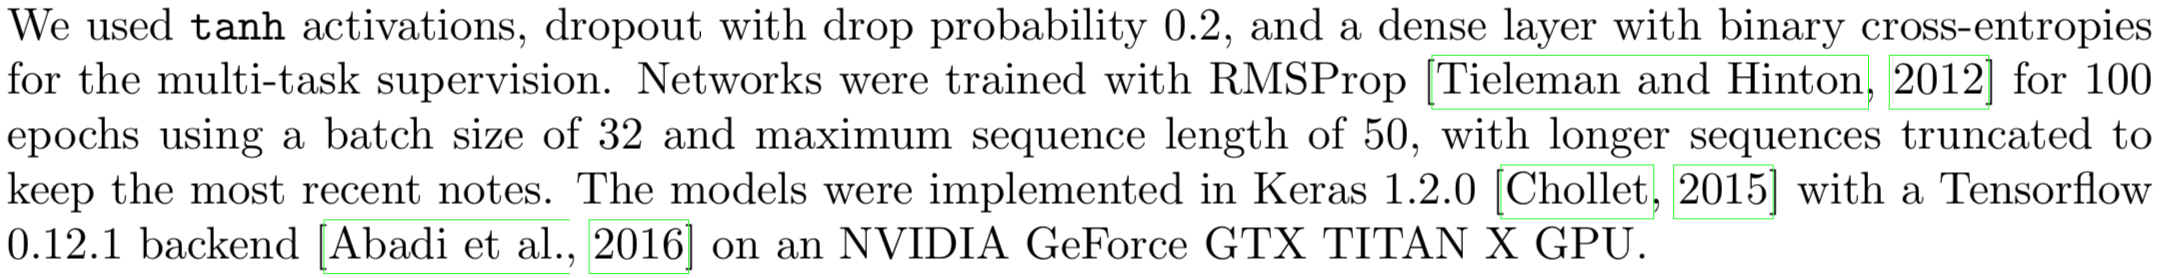 We used tanh activations, dropout with drop probability 0.2, and a dense layer with binary cross-entropies
for the multi-task supervision. Networks were trained with RMSProp [Tieleman and Hinton, 2012] for 100
epochs using a batch size of 32 and maximum sequence length of 50, with longer sequences truncated to
keep the most recent notes. The models were implemented in Keras 1.2.0 [Chollet, 2015] with a Tensorflow
0.12.1 backend [Abadi et al., 2016] on an NVIDIA GeForce GTX TITAN X GPU.